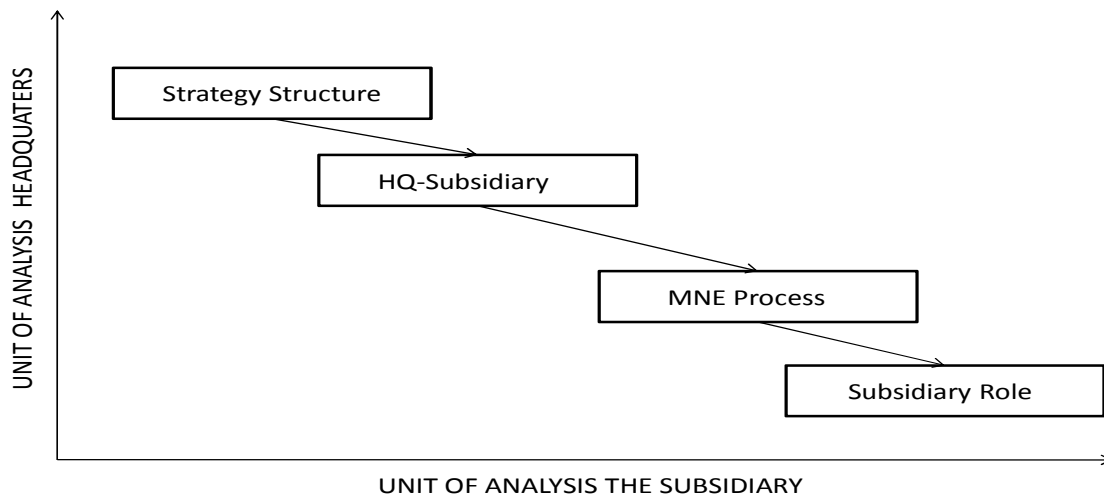 UNIT OF ANALYSIS HEADQUATERS
Strategy Structure
HQ-Subsidiary
MNE Process
Subsidiary Role
UNIT OF ANALYSIS THE SUBSIDIARY